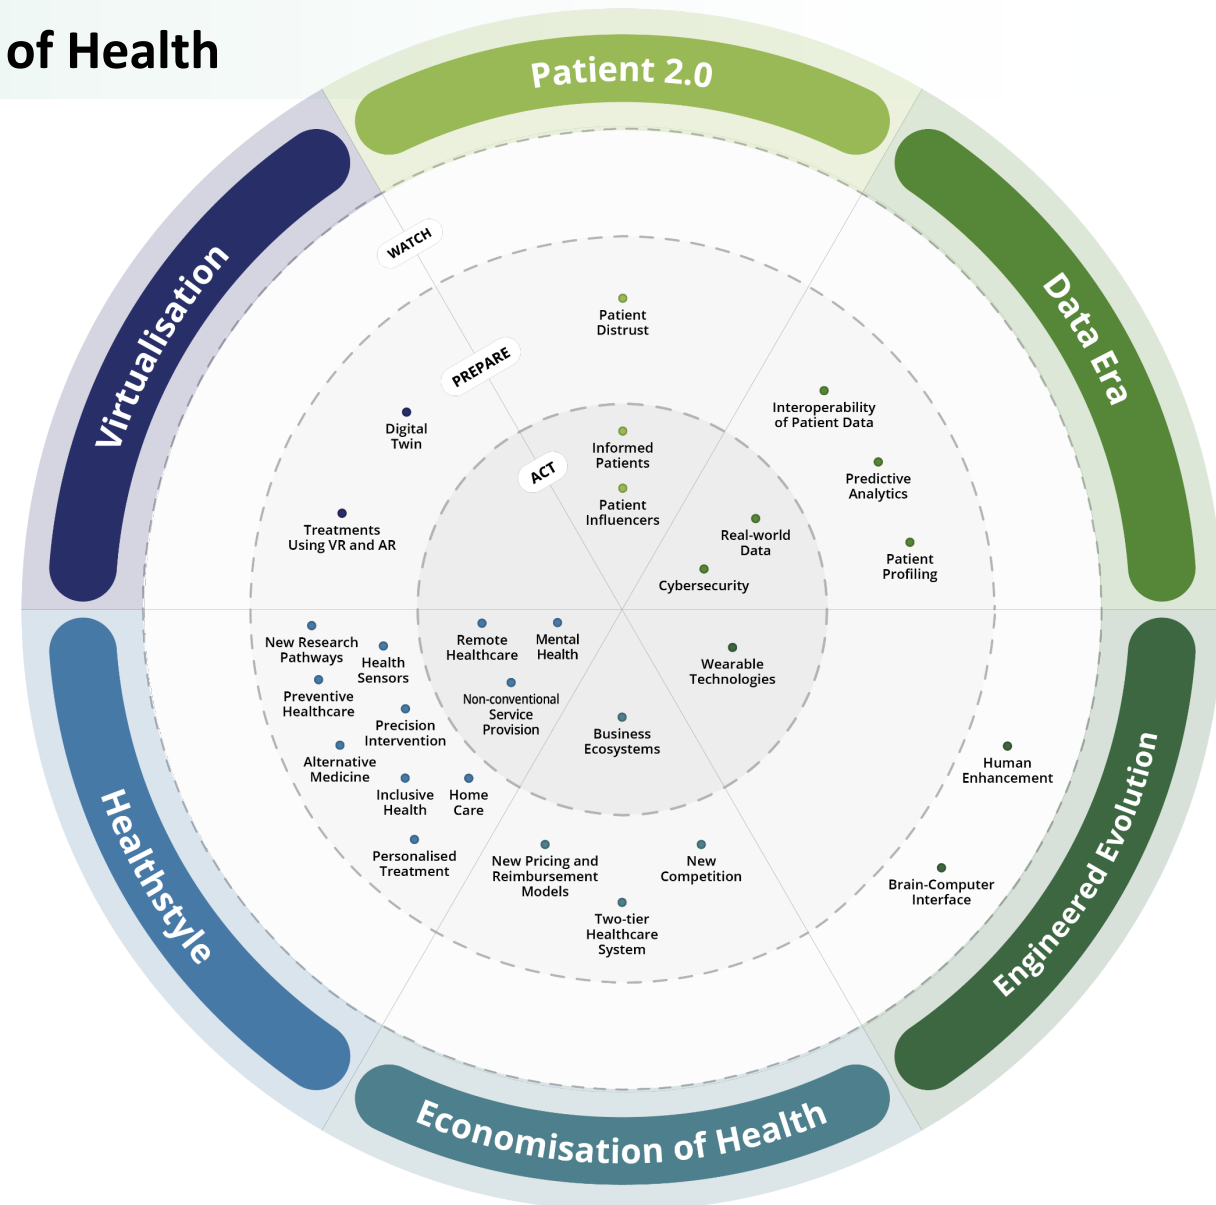 of Health
Patient 2.0
Data Era
Engineered Evolution
Economisation of Health
Healthstyle
Virtualisation
WATCH
PREPARE
ACT
Patient
Distrust
Informed
Patients
Patient
Influencers
Interoperability
of Patient Data
Predictive
Analytics
Patient
Profiling
Real-world
Data
Cybersecurity
Wearable
Technologies
Human
Enhancement
Brain-Computer
Interface
Business
Ecosystems
New Pricing and
Reimbursement
Models
New
Competition
Two-tier
Healthcare
System
Remote
Healthcare
Mental
Health
Non-conventional
Service
Provision
New Research
Pathways
Health
Sensors
Preventive
Healthcare
Precision
Intervention
Alternative
Medicine
Inclusive
Health
Home
Care
Personalised
Treatment
Digital
Twin
Treatments
Using VR and AR